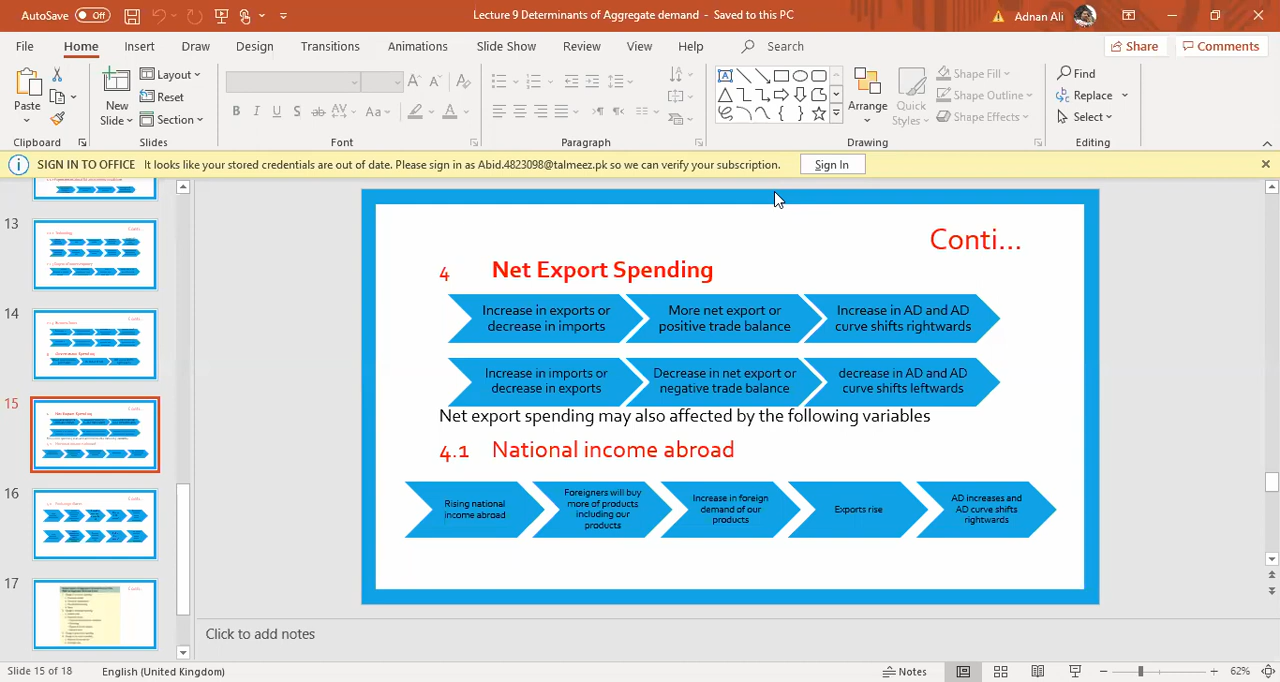 AutoSave Off
Lecture 9 Determinants of Aggregate demand - Saved to this PC
Adnan Ali
File Home Insert Draw Design Transitions Animations Slide Show Review View Help Search Share Comments
Paste
New Slide
Layout
Reset
Section
B I U S ab AV Aa A
Arrange
Quick Styles
Shape Fill
Shape Outline
Shape Effects
Find
Replace
Select
Clipboard Slides Font Paragraph Drawing Editing
SIGN IN TO OFFICE It looks like your stored credentials are out of date. Please sign in as Abid.4823098@talmeez.pk so we can verify your subscription. Sign In
13
14
15
16
17
Conti...
4 Net Export Spending
Increase in exports or
decrease in imports
More net export or
positive trade balance
Increase in AD and AD
curve shifts rightwards
Increase in imports or
decrease in exports
Decrease in net export or
negative trade balance
decrease in AD and AD
curve shifts leftwards
Net export spending may also affected by the following variables
4.1 National income abroad
Rising national
income abroad
Foreigners will buy
more of products
including our
products
Increase in foreign
demand of our
products
Exports rise
AD increases and
AD curve shifts
rightwards
Click to add notes
Slide 15 of 18 English (United Kingdom) Notes 62%